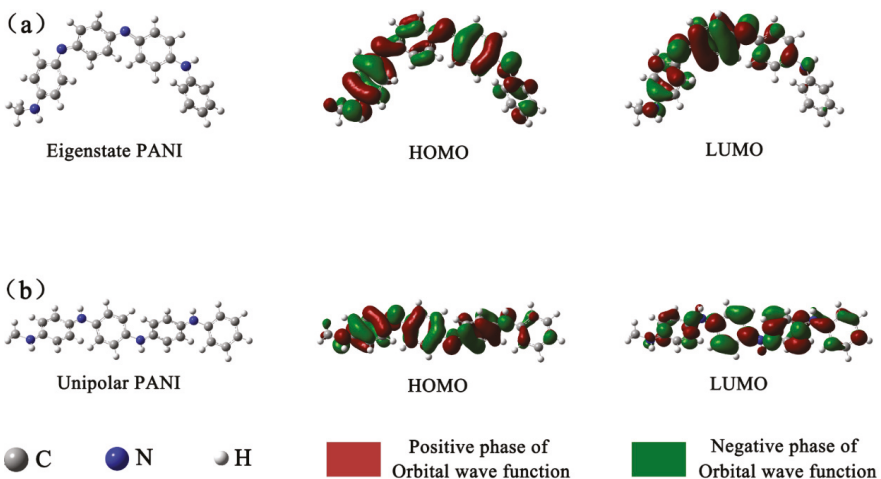 (a)
Eigenstate PANI
HOMO
LUMO
(b)
Unipolar PANI
HOMO
LUMO
C
N
H
Positive phase of
Orbital wave function
Negative phase of
Orbital wave function